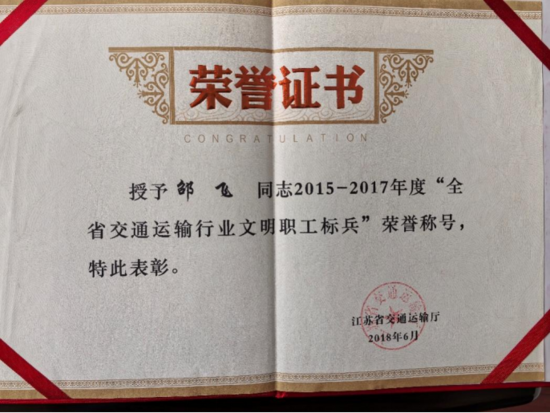 荣誉证书
CONGRATULATION
授予邹 飞 同志2015-2017年度“全
省交通运输行业文明职工标兵”荣誉称号,
特此表彰。
江苏省交通运输厅
2018年6月